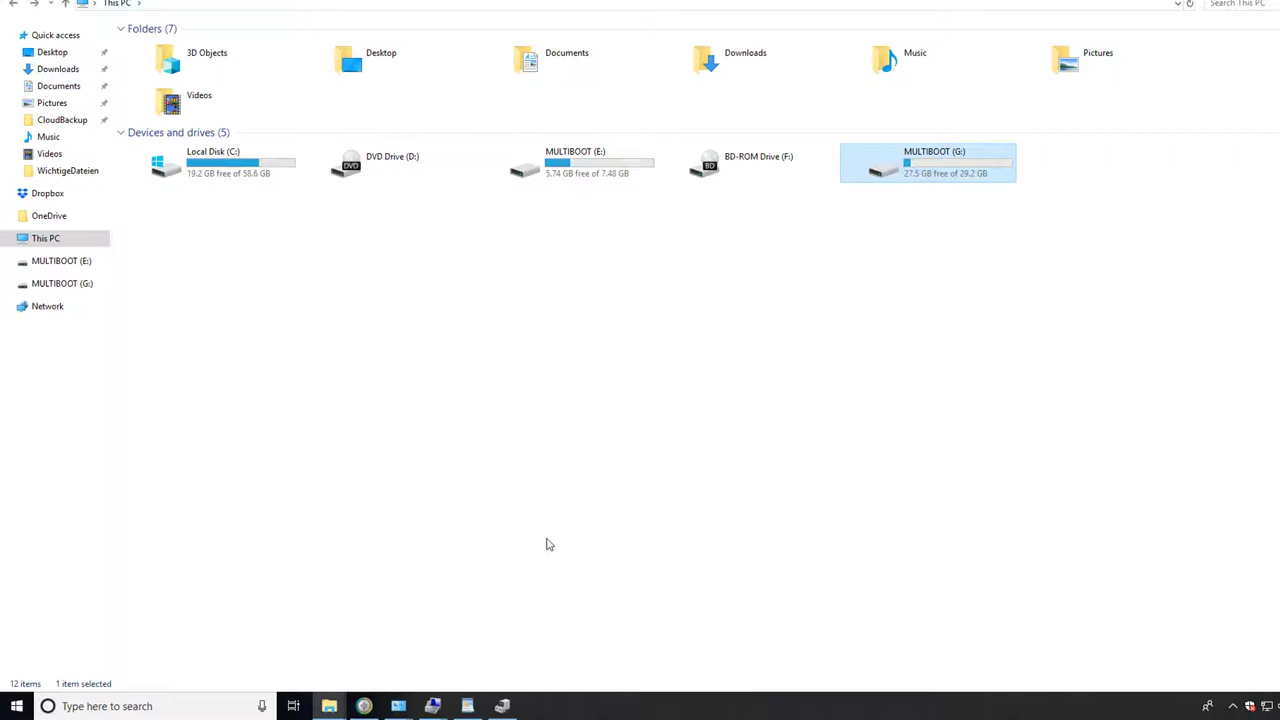 This PC
Search This PC
Quick access
Desktop
Downloads
Documents
Pictures
CloudBackup
Music
Videos
WichtigeDateien
Dropbox
OneDrive
This PC
MULTIBOOT (E:)
MULTIBOOT (G:)
Network
Folders (7)
3D Objects
Desktop
Documents
Downloads
Music
Pictures
Videos
Devices and drives (5)
Local Disk (C:)
19.2 GB free of 58.6 GB
DVD
DVD Drive (D:)
MULTIBOOT (E:)
5.74 GB free of 7.48 GB
BD
BD-ROM Drive (F:)
MULTIBOOT (G:)
27.5 GB free of 29.2 GB
12 items
1 item selected
Type here to search